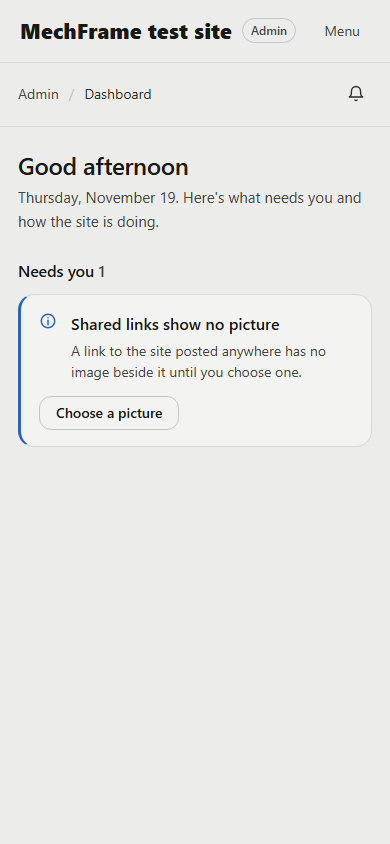 MechFrame test site Admin Menu
Admin / Dashboard
Good afternoon
Thursday, November 19. Here's what needs you and
how the site is doing.
Needs you 1
Shared links show no picture
A link to the site posted anywhere has no
image beside it until you choose one.
Choose a picture